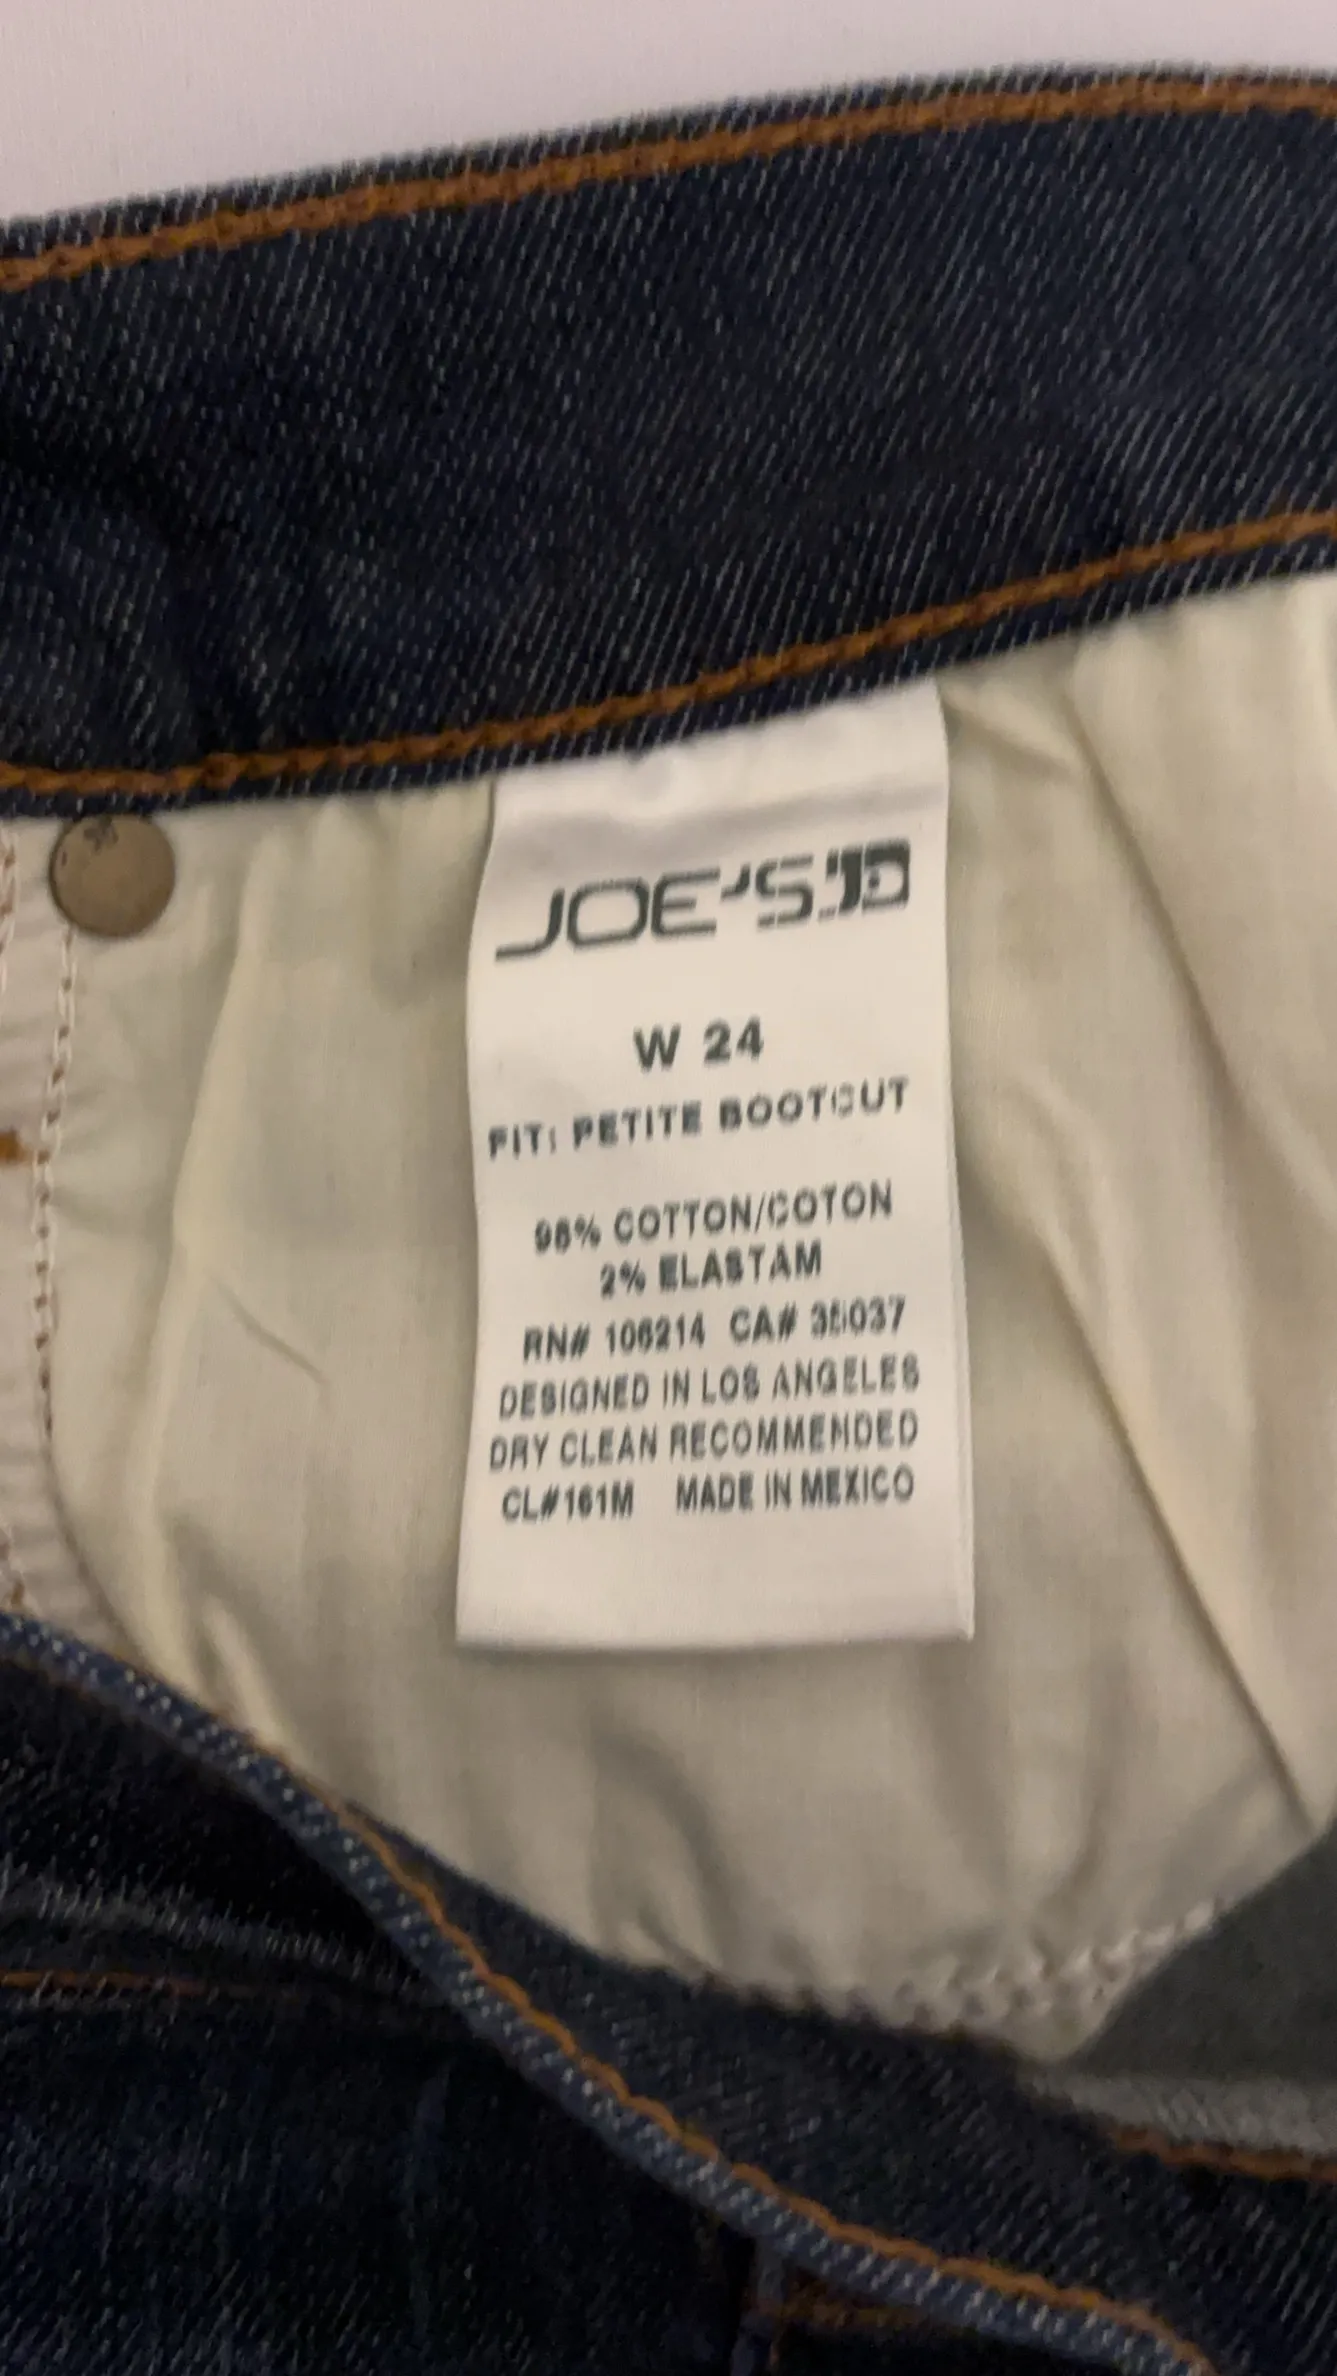 JOE'S
W 24
FIT: PETITE BOOTCUT
98% COTTON/COTON
2% ELASTAM
RN# 106214 CA# 35037
DESIGNED IN LOS ANGELES
DRY CLEAN RECOMMENDED
CL#161M MADE IN MEXICO